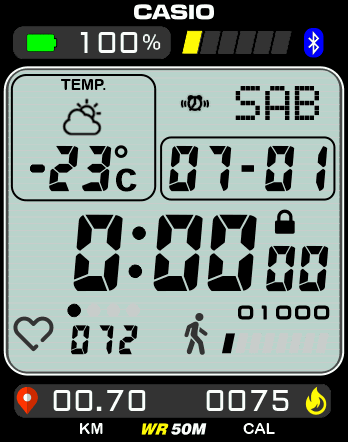 CASIO
100%
TEMP.
SAB
-23°C
07-01
0:00 00
01000
072
00.70 0075
KM WR 50M CAL